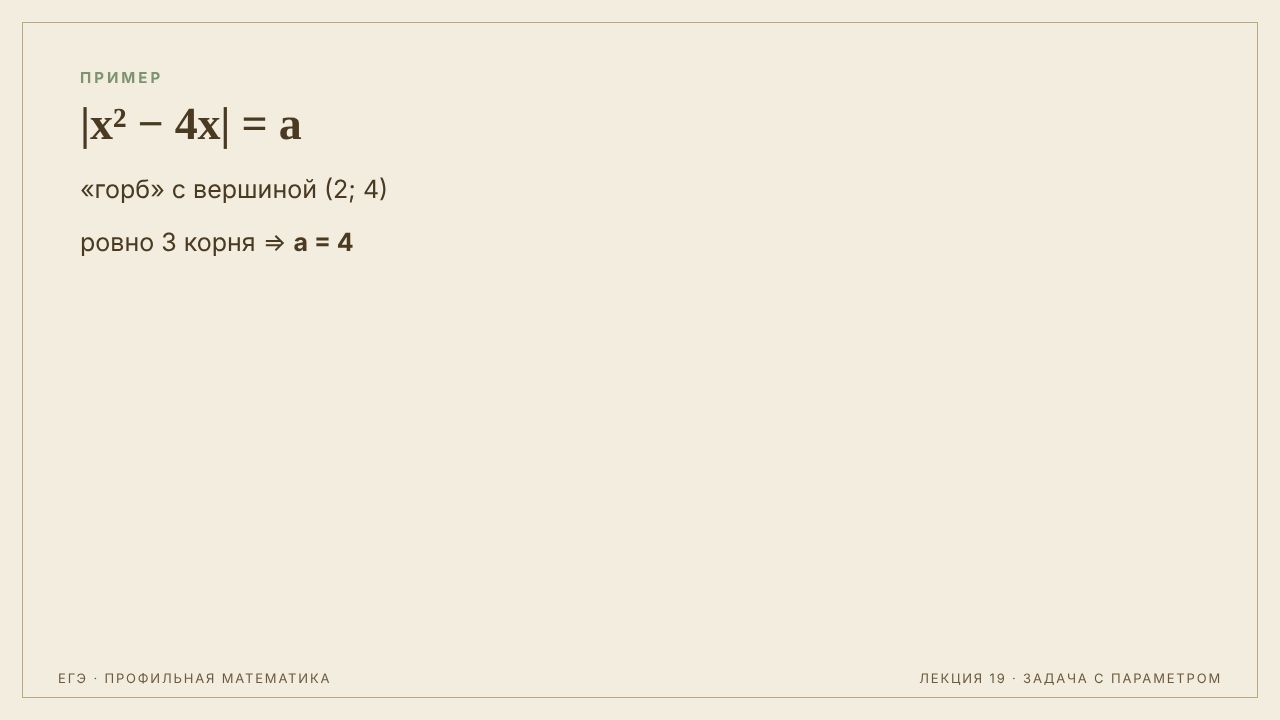 ПРИМЕР
|x² − 4x| = a
«горб» с вершиной (2; 4)
ровно 3 корня ⇒ a = 4
ЕГЭ · ПРОФИЛЬНАЯ МАТЕМАТИКА
ЛЕКЦИЯ 19 · ЗАДАЧА С ПАРАМЕТРОМ